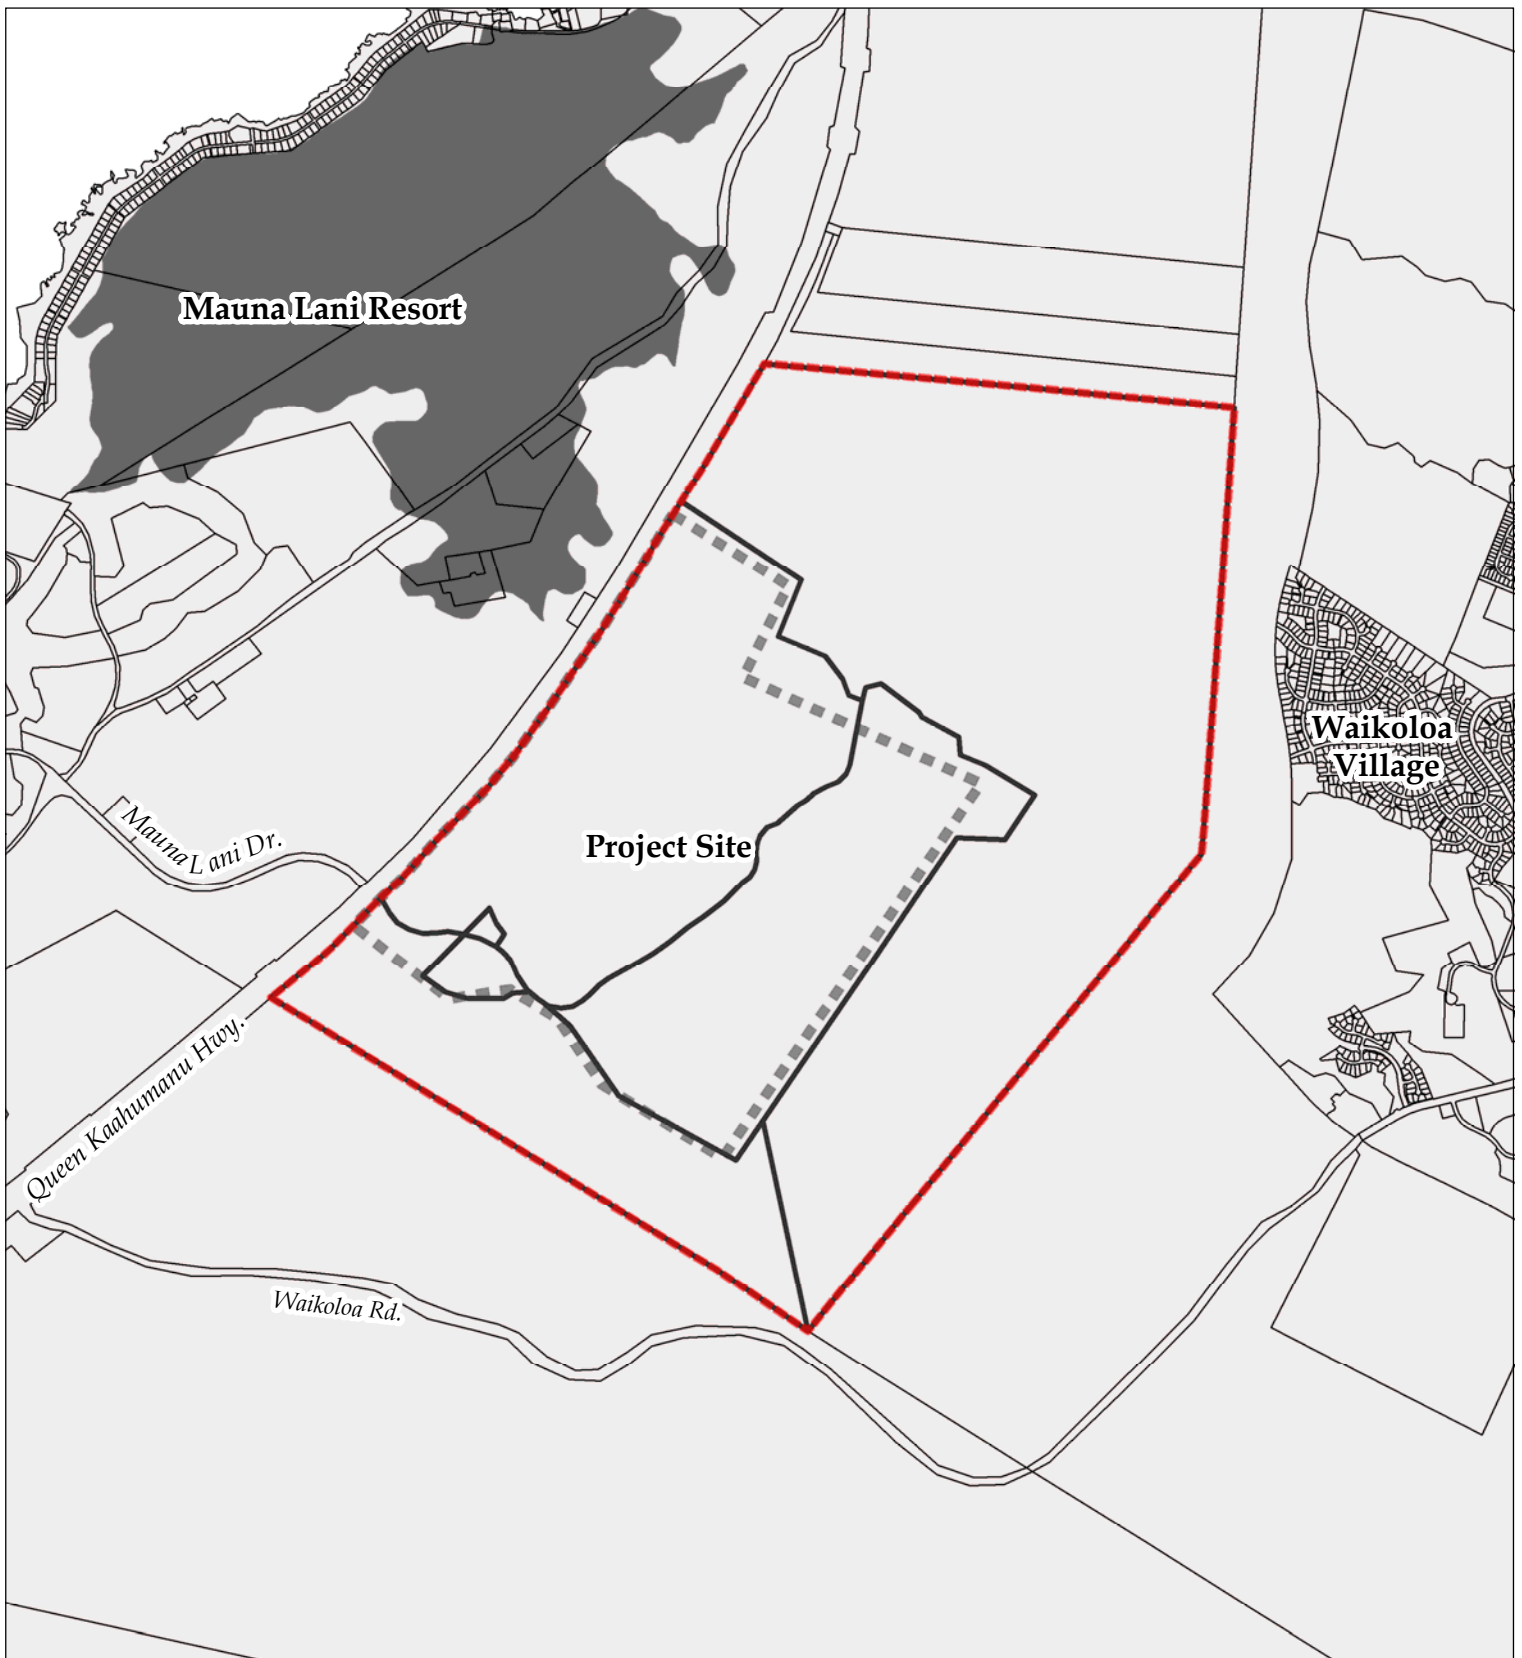 Mauna Lani Resort
Waikoloa
Village
Project Site
Mauna Lani Dr.
Queen Kaahumanu Hwy.
Waikoloa Rd.